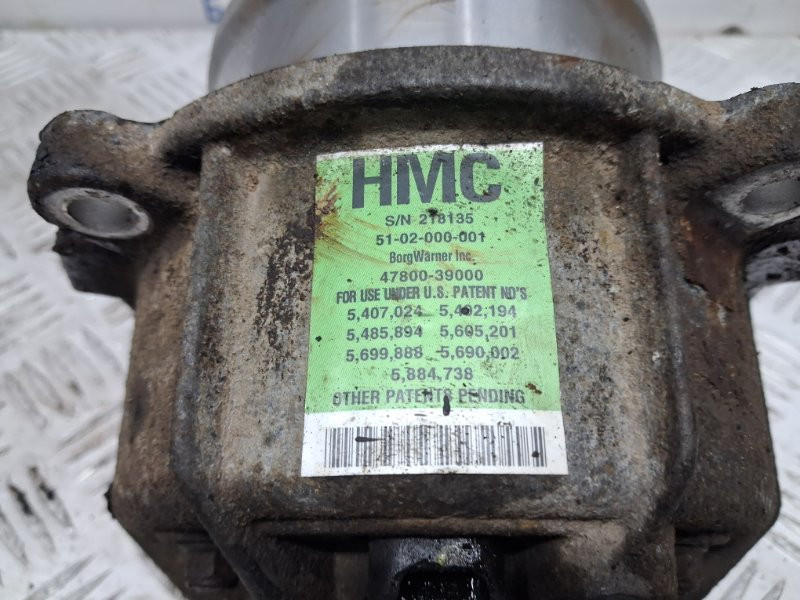 HMC
S/N 218135
51-02-000-001
BorgWarner Inc.
47800-39000
FOR USE UNDER U.S. PATENT NO'S
5,407,024 5,492,194
5,485,894 5,605,201
5,699,888 5,690,002
5,884,738
OTHER PATENTS PENDING